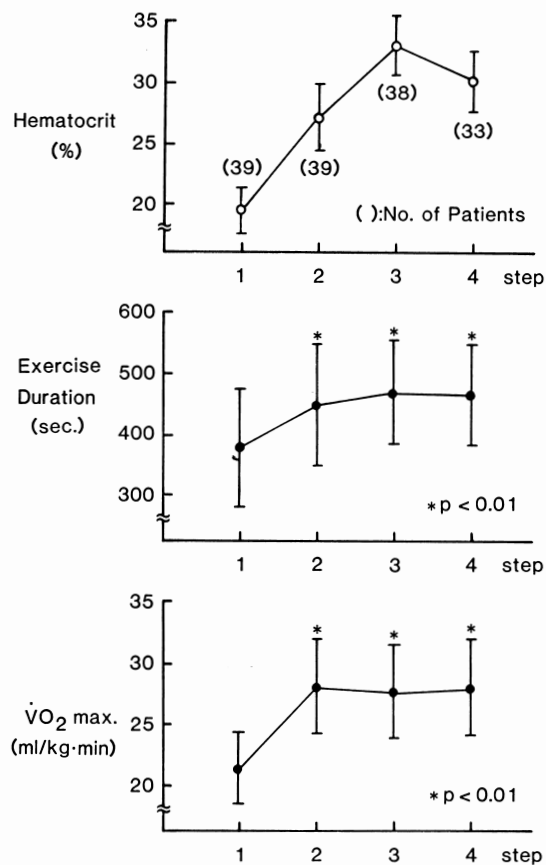 35
30
Hematocrit
(%)
25
20
(39)
(39)
(38)
(33)
( ):No. of Patients
1 2 3 4 step
600
500
400
300
Exercise
Duration
(sec.)
* * *
*p < 0.01
1 2 3 4 step
35
30
25
20
V̇O2 max.
(ml/kg·min)
* * *
*p < 0.01
1 2 3 4 step